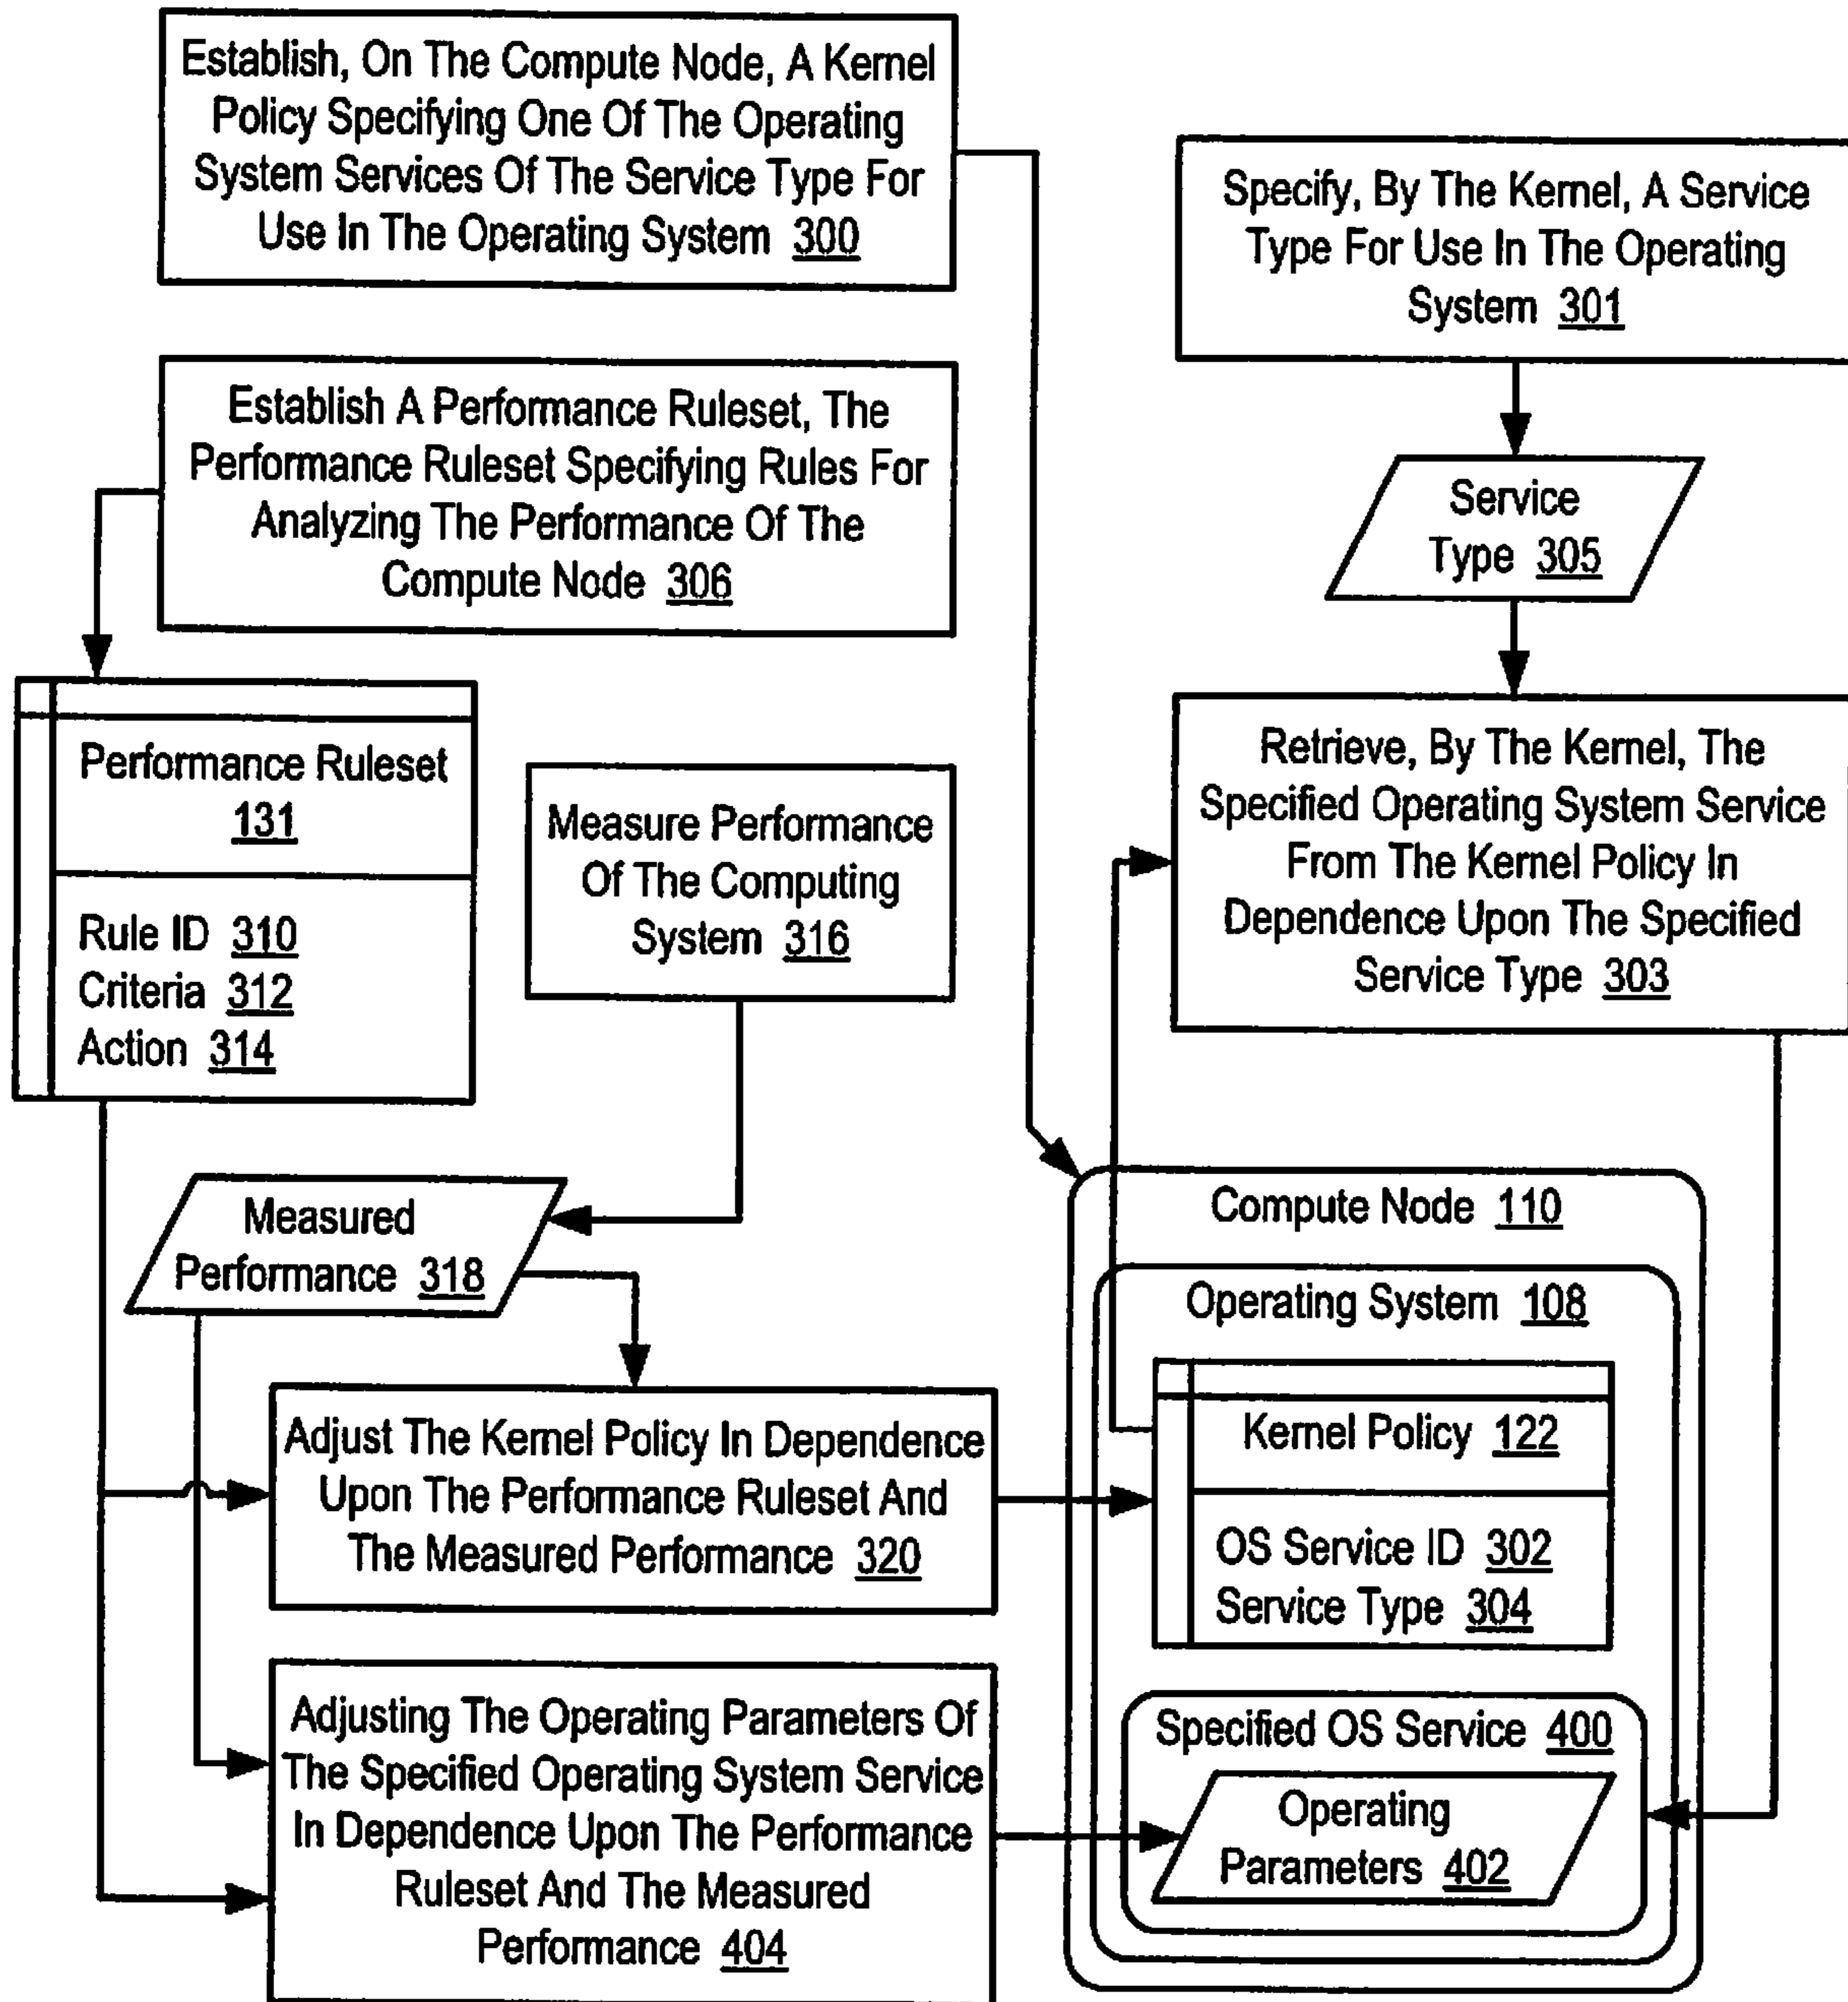 Establish, On The Compute Node, A Kernel
Policy Specifying One Of The Operating
System Services Of The Service Type For
Use In The Operating System 300
Specify, By The Kernel, A Service
Type For Use In The Operating
System 301
Establish A Performance Ruleset, The
Performance Ruleset Specifying Rules For
Analyzing The Performance Of The
Compute Node 306
Service
Type 305
Performance Ruleset
131
Rule ID 310
Criteria 312
Action 314
Measure Performance
Of The Computing
System 316
Retrieve, By The Kernel, The
Specified Operating System Service
From The Kernel Policy In
Dependence Upon The Specified
Service Type 303
Measured
Performance 318
Compute Node 110
Operating System 108
Adjust The Kernel Policy In Dependence
Upon The Performance Ruleset And
The Measured Performance 320
Kernel Policy 122
OS Service ID 302
Service Type 304
Adjusting The Operating Parameters Of
The Specified Operating System Service
In Dependence Upon The Performance
Ruleset And The Measured
Performance 404
Specified OS Service 400
Operating
Parameters 402